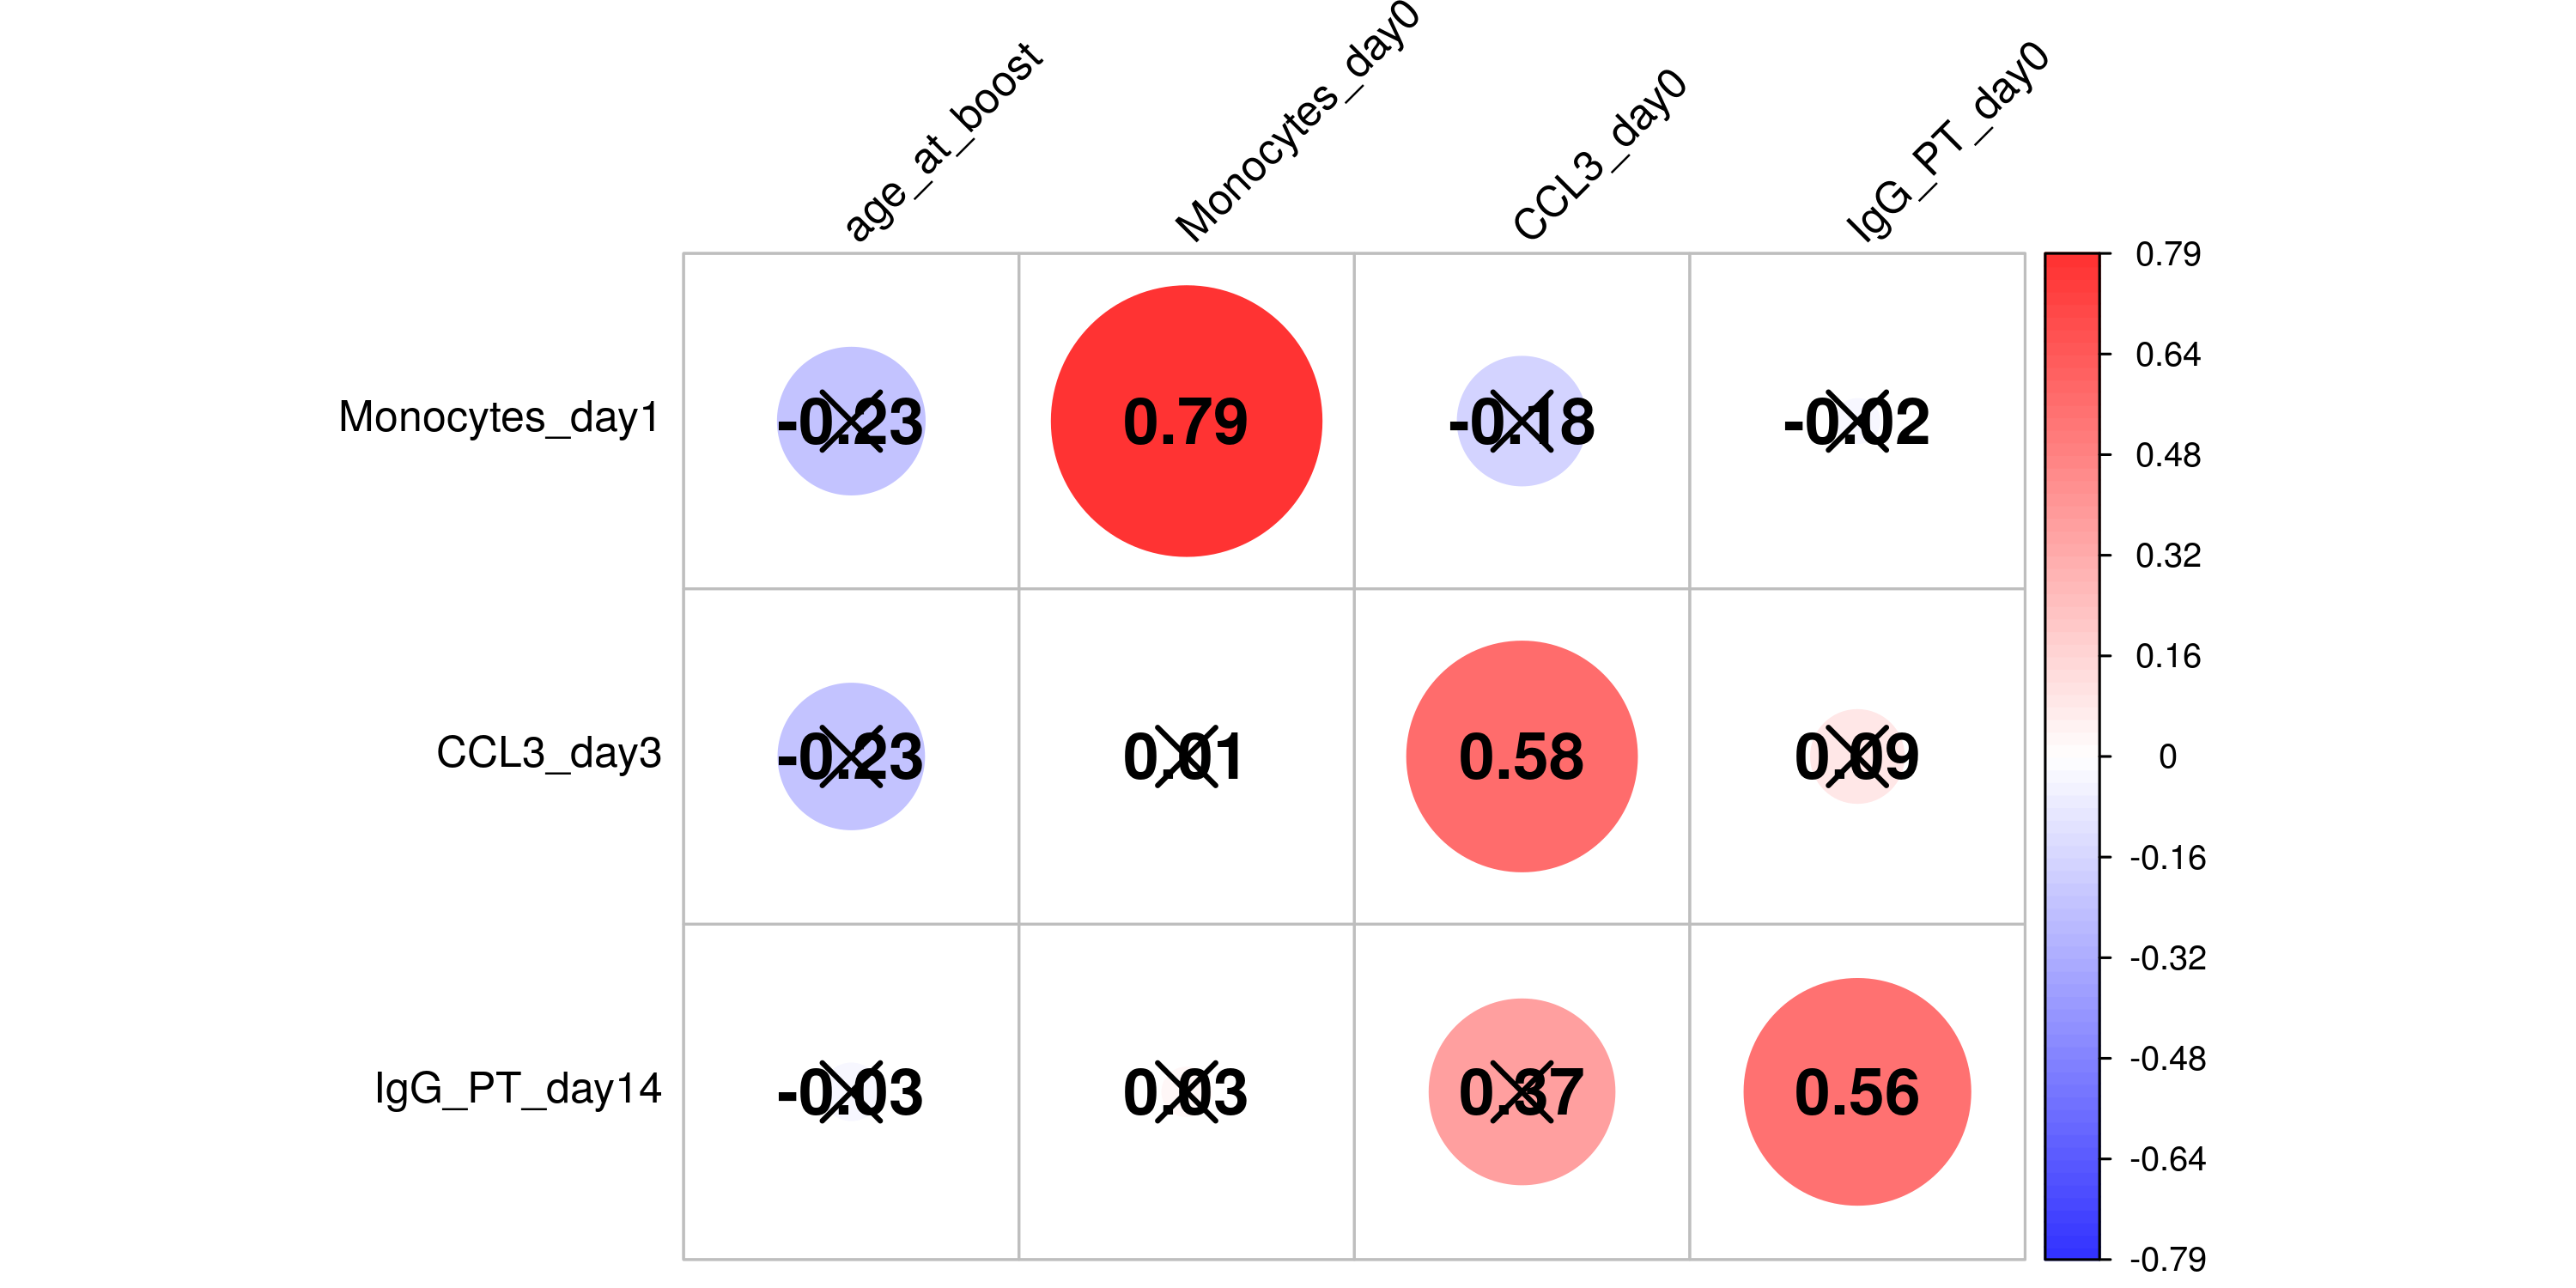 age_at_boost Monocytes_day0 CCL3_day0 IgG_PT_day0
Monocytes_day1 -0.23 0.79 -0.18 -0.02
CCL3_day3 -0.23 0.01 0.58 0.09
IgG_PT_day14 -0.03 0.03 0.37 0.56
0.79
0.64
0.48
0.32
0.16
0
-0.16
-0.32
-0.48
-0.64
-0.79